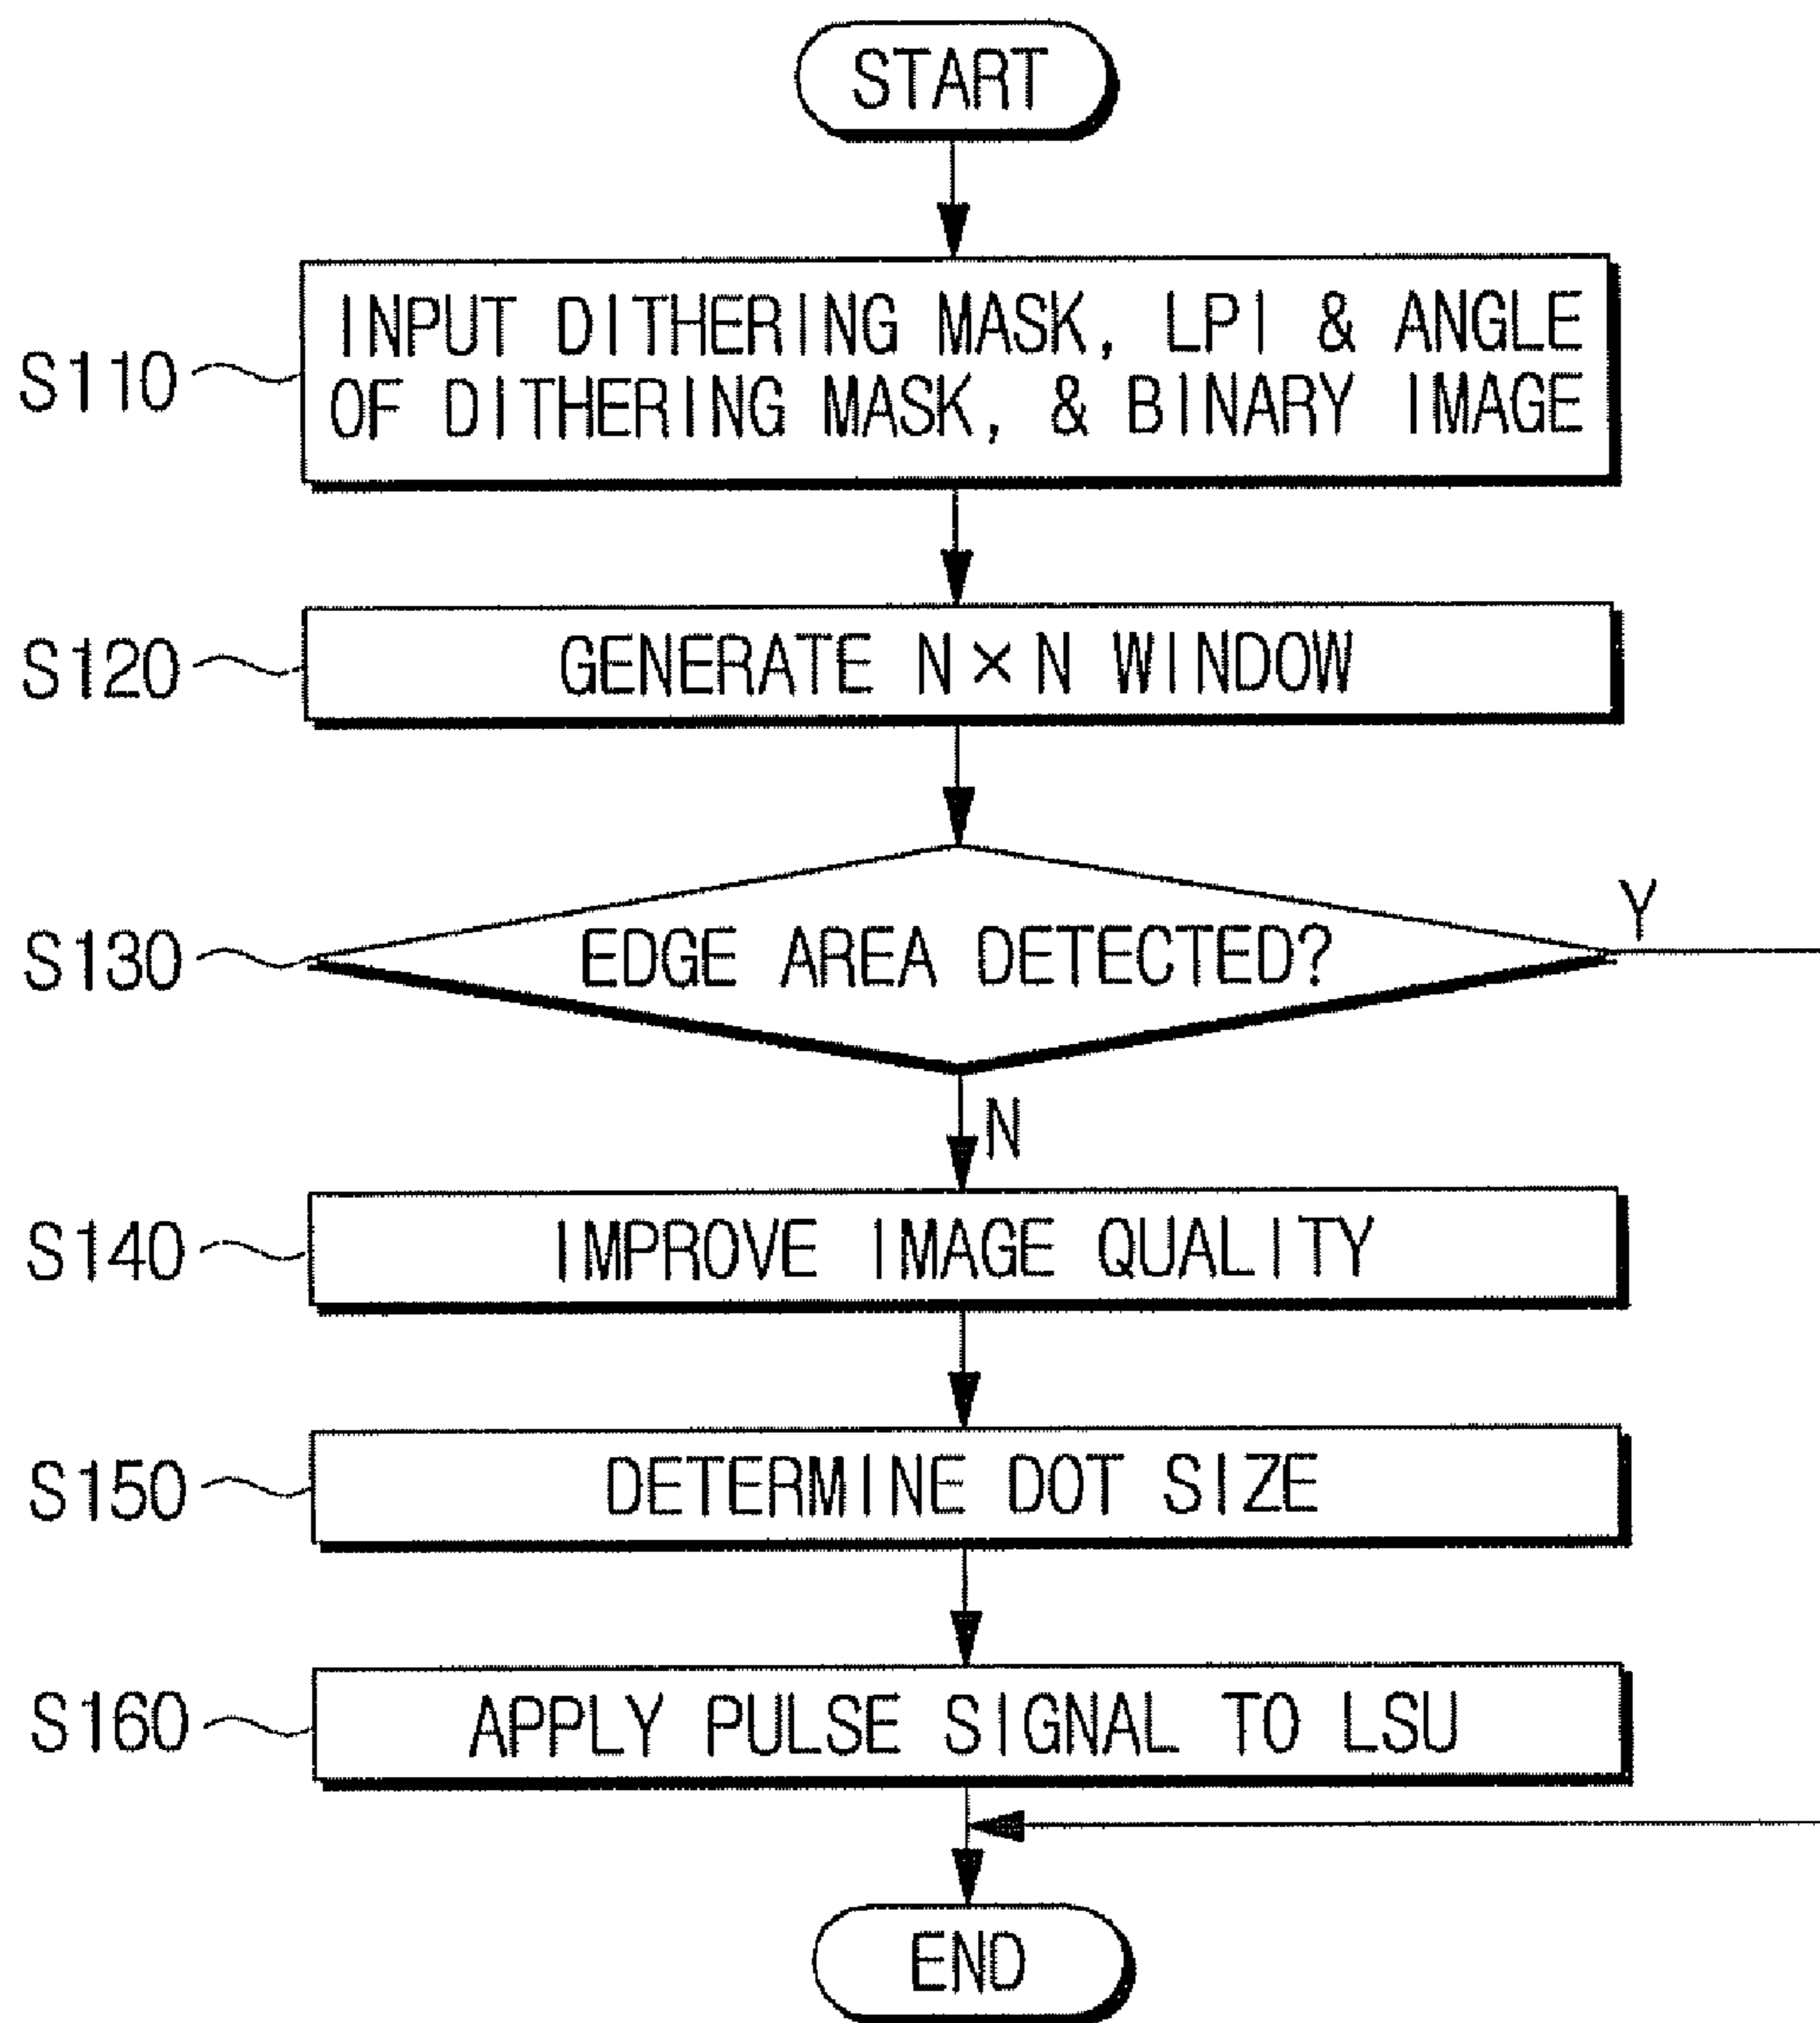 START
S110
INPUT DITHERING MASK, LPI & ANGLE
OF DITHERING MASK, & BINARY IMAGE
S120
GENERATE N×N WINDOW
S130
EDGE AREA DETECTED?
Y
N
S140
IMPROVE IMAGE QUALITY
S150
DETERMINE DOT SIZE
S160
APPLY PULSE SIGNAL TO LSU
END